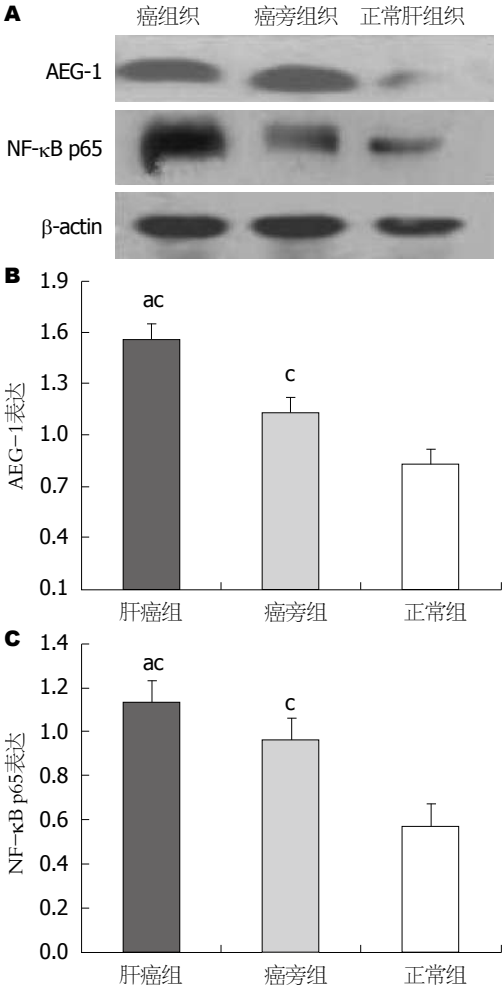 A 癌组织 癌旁组织 正常肝组织
AEG-1
NF-κB p65
β-actin
B
1.9
1.6
1.3
1.0
0.7
0.4
0.1
AEG-1表达
ac
c
肝癌组 癌旁组 正常组
C
1.4
1.2
1.0
0.8
0.6
0.4
0.2
0.0
NF-κB p65表达
ac
c
肝癌组 癌旁组 正常组